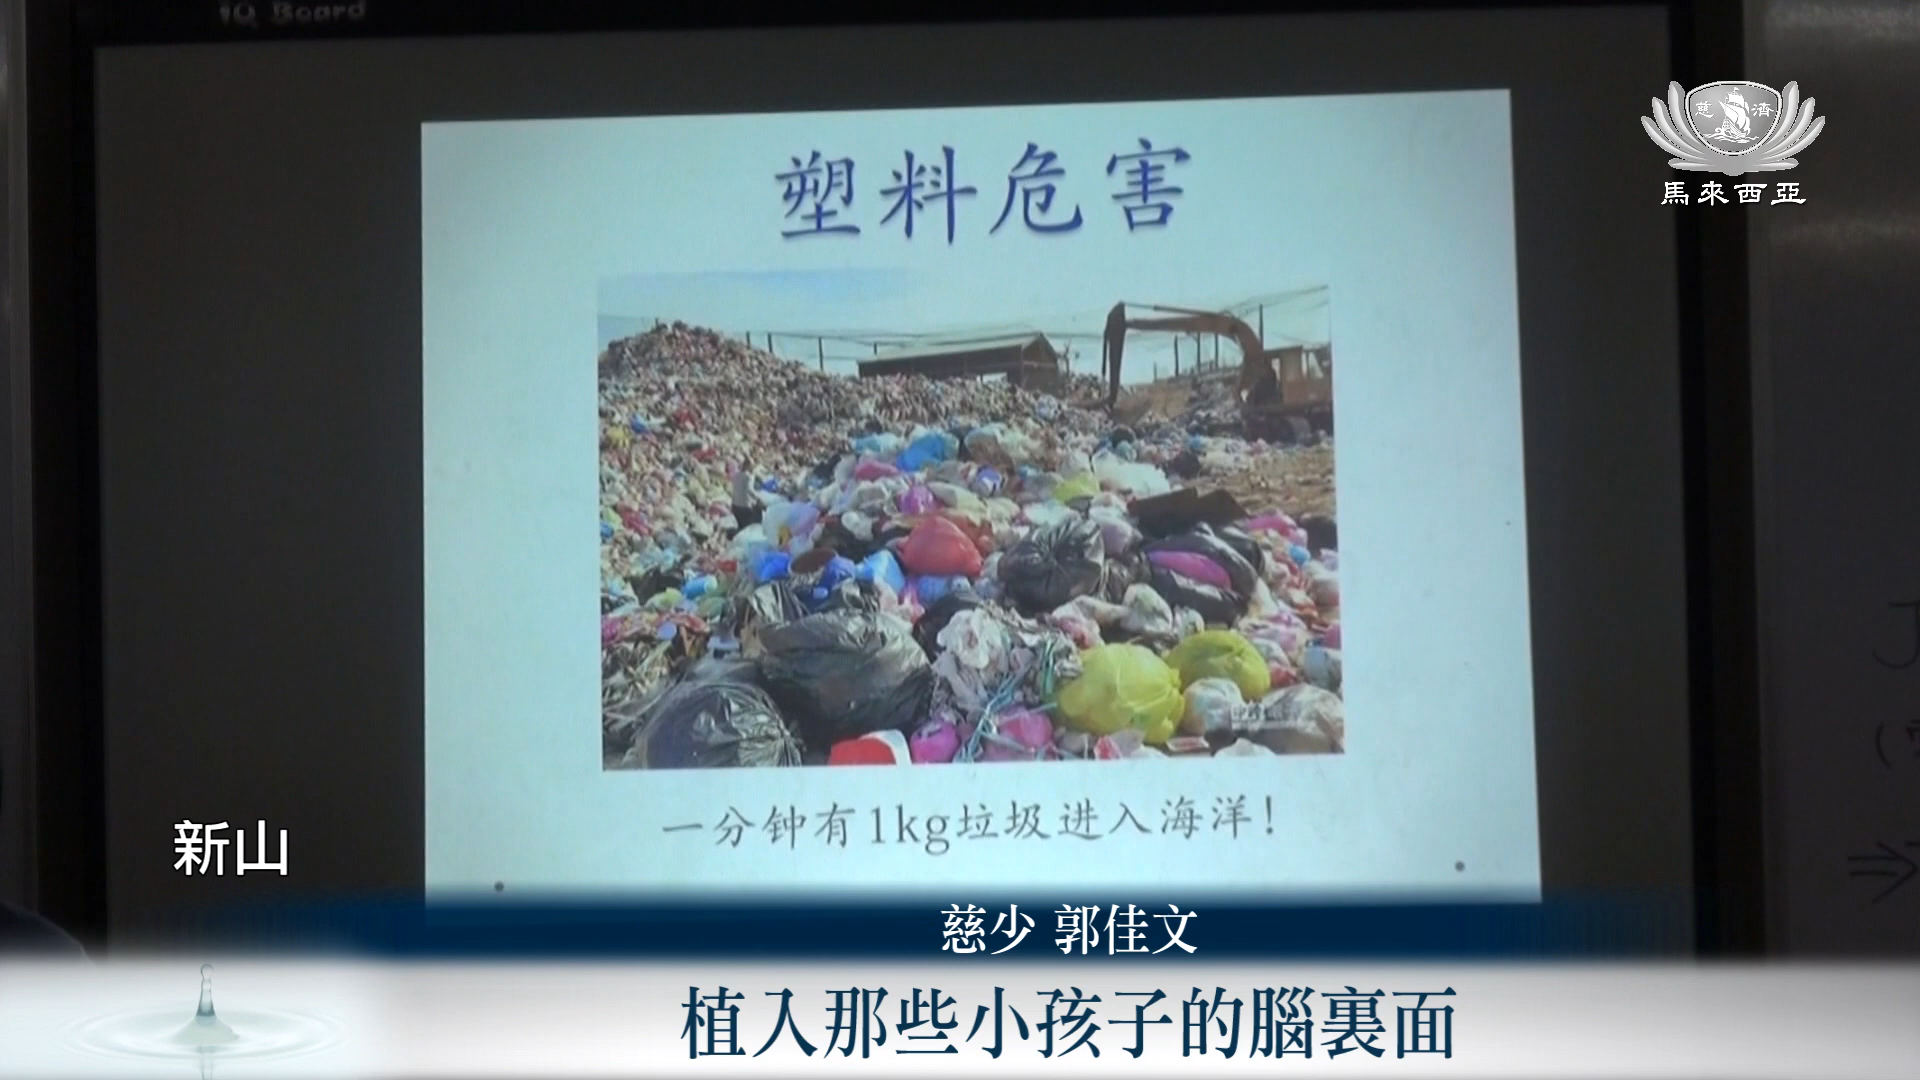 IQ Board
慈濟
馬來西亞
塑料危害
一分钟有1kg垃圾进入海洋！
新山
慈少 郭佳文
植入那些小孩子的腦裏面